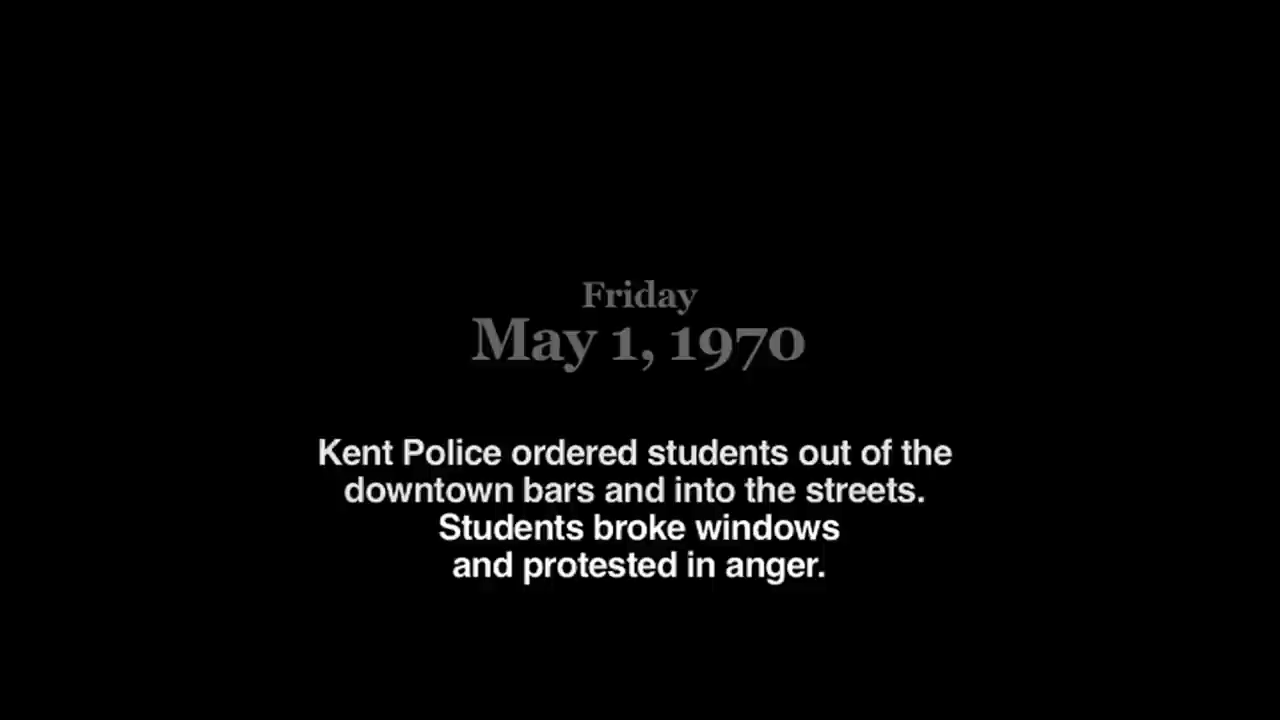 Friday
May 1, 1970
Kent Police ordered students out of the
downtown bars and into the streets.
Students broke windows
and protested in anger.